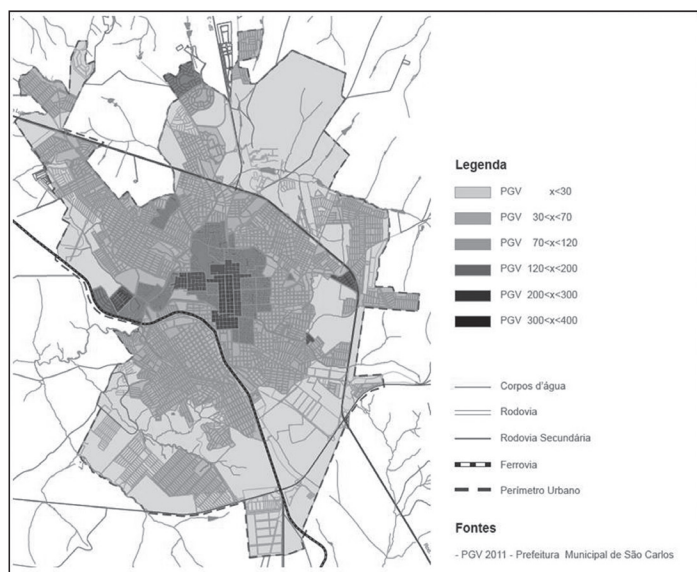 Legenda
PGV x<30
PGV 30<x<70
PGV 70<x<120
PGV 120<x<200
PGV 200<x<300
PGV 300<x<400
Corpos d'água
Rodovia
Rodovia Secundária
Ferrovia
Perímetro Urbano
Fontes
- PGV 2011 - Prefeitura Municipal de São Carlos